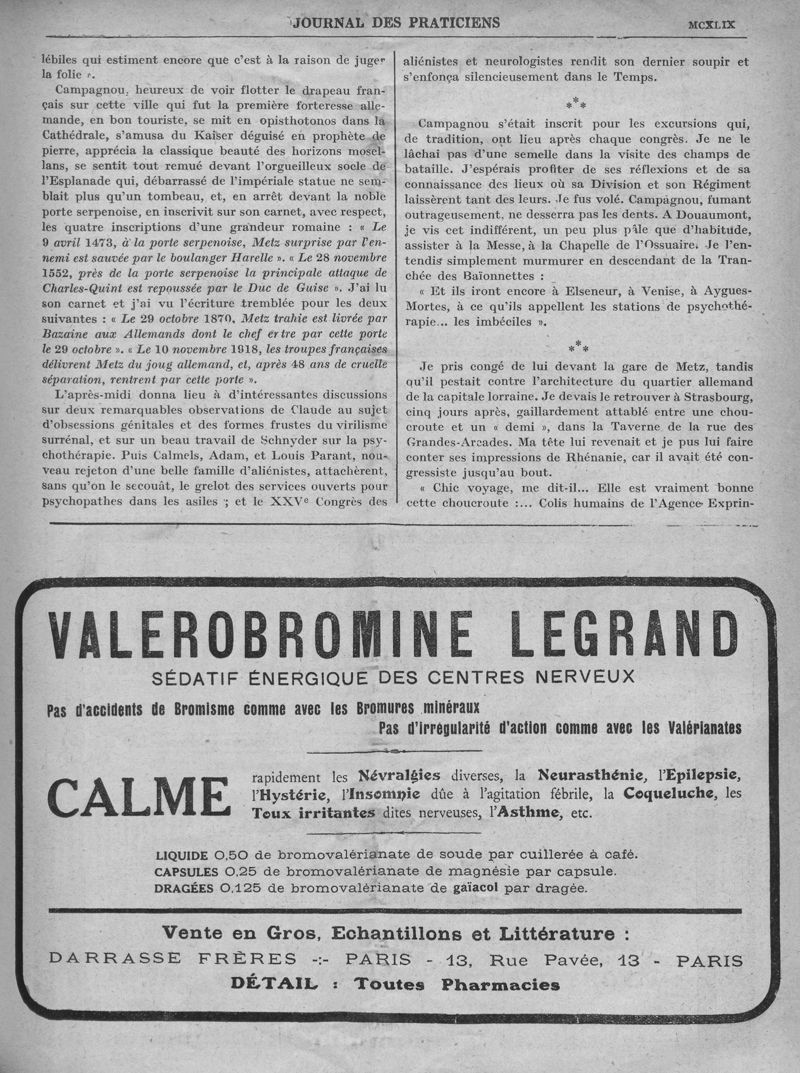 JOURNAL DES PRATICIENS
MCXLIX
lébiles qui estiment encore que c'est à la raison de juger
la folie ».
Campagnou, heureux de voir flotter le drapeau fran-
çais sur cette ville qui fut la première forteresse alle-
mande, en bon touriste, se mit en opisthotonos dans la
Cathédrale, s'amusa du Kaiser déguisé en prophète de
pierre, apprécia la classique beauté des horizons mosel-
lans, se sentit tout remué devant l'orgueilleux socle de
l'Esplanade qui, débarrassé de l'impériale statue ne sem-
blait plus qu'un tombeau, et, en arrêt devant la noble
porte serpenoise, en inscrivit sur son carnet, avec respect,
les quatre inscriptions d'une grandeur romaine : « Le
9 avril 1473, à la porte serpenoise, Metz surprise par l'en-
nemi est sauvée par le boulanger Harelle ». « Le 28 novembre
1552, près de la porte serpenoise la principale attaque de
Charles-Quint est repoussée par le Duc de Guise ». J'ai lu
son carnet et j'ai vu l'écriture tremblée pour les deux
suivantes : « Le 29 octobre 1870, Metz trahie est livrée par
Bazaine aux Allemands dont le chef entre par cette porte
le 29 octobre ». « Le 10 novembre 1918, les troupes françaises
délivrent Metz du joug allemand, et, après 48 ans de cruelle
séparation, rentrent par cette porte ».
L'après-midi donna lieu à d'intéressantes discussions
sur deux remarquables observations de Claude au sujet
d'obsessions génitales et des formes frustes du virilisme
surrénal, et sur un beau travail de Schnyder sur la psy-
chothérapie. Puis Calmels, Adam, et Louis Parant, nou-
veau rejeton d'une belle famille d'aliénistes, attachèrent,
sans qu'on le secouât, le grelot des services ouverts pour
psychopathes dans les asiles ; et le XXVe Congrès des
aliénistes et neurologistes rendit son dernier soupir et
s'enfonça silencieusement dans le Temps.
***
Campagnou s'était inscrit pour les excursions qui,
de tradition, ont lieu après chaque congrès. Je ne le
lâchai pas d'une semelle dans la visite des champs de
bataille. J'espérais profiter de ses réflexions et de sa
connaissance des lieux où sa Division et son Régiment
laissèrent tant des leurs. Je fus volé. Campagnou, fumant
outrageusement, ne desserra pas les dents. A Douaumont,
je vis cet indifférent, un peu plus pâle que d'habitude,
assister à la Messe, à la Chapelle de l'Ossuaire. Je l'en-
tendis simplement murmurer en descendant de la Tran-
chée des Baïonnettes :
« Et ils iront encore à Elseneur, à Venise, à Aygues-
Mortes, à ce qu'ils appellent les stations de psychothé-
rapie... les imbéciles ».
***
Je pris congé de lui devant la gare de Metz, tandis
qu'il pestait contre l'architecture du quartier allemand
de la capitale lorraine. Je devais le retrouver à Strasbourg,
cinq jours après, gaillardement attablé entre une chou-
croute et un « demi », dans la Taverne de la rue des
Grandes-Arcades. Ma tête lui revenait et je pus lui faire
conter ses impressions de Rhénanie, car il avait été con-
gressiste jusqu'au bout.
« Chic voyage, me dit-il... Elle est vraiment bonne
cette choucroute :... Colis humains de l'Agence Exprin-
VALEROBROMINE LEGRAND
SÉDATIF ÉNERGIQUE DES CENTRES NERVEUX
Pas d'accidents de Bromisme comme avec les Bromures minéraux
Pas d'irrégularité d'action comme avec les Valérianates
CALME
rapidement les Névralgies diverses, la Neurasthénie, l'Epilepsie,
l'Hystérie, l'Insomnie dûe à l'agitation fébrile, la Coqueluche, les
Toux irritantes dites nerveuses, l'Asthme, etc.
LIQUIDE 0,50 de bromovalérianate de soude par cuillerée à café.
CAPSULES 0,25 de bromovalérianate de magnésie par capsule.
DRAGÉES 0,125 de bromovalérianate de gaïacol par dragée.
Vente en Gros, Echantillons et Littérature :
DARRASSE FRÈRES -:- PARIS - 13, Rue Pavée, 13 - PARIS
DÉTAIL : Toutes Pharmacies